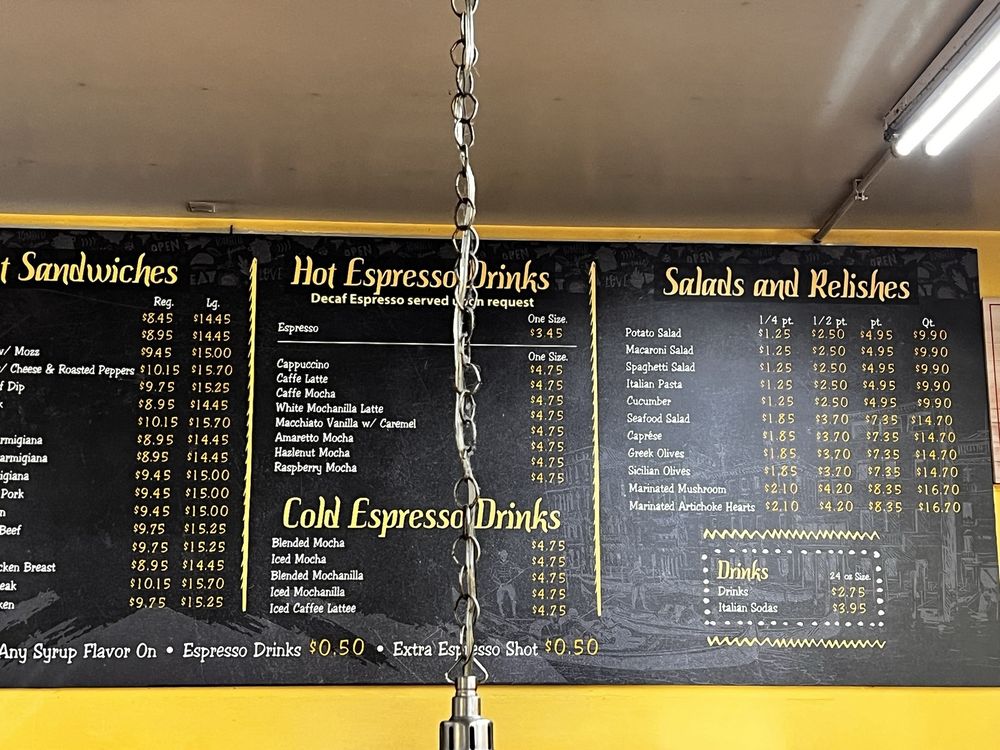 t Sandwiches
Reg. Lg.
$8.45 $14.45
$8.95 $14.45
w/ Mozz $9.45 $15.00
/ Cheese & Roasted Peppers $10.15 $15.70
f Dip $9.75 $15.25
k $8.95 $14.45
$10.15 $15.70
rmigiana $8.95 $14.45
armigiana $8.95 $14.45
igiana $9.45 $15.00
Pork $9.45 $15.00
n $9.45 $15.00
Beef $9.75 $15.25
$9.75 $15.25
cken Breast $8.95 $14.45
eak $10.15 $15.70
ken $9.75 $15.25
Hot Espresso Drinks
Decaf Espresso served upon request
One Size.
Espresso $3.45
One Size.
Cappuccino $4.75
Caffe Latte $4.75
Caffe Mocha $4.75
White Mochanilla Latte $4.75
Macchiato Vanilla w/ Caremel $4.75
Amaretto Mocha $4.75
Hazlenut Mocha $4.75
Raspberry Mocha $4.75
Cold Espresso Drinks
Blended Mocha $4.75
Iced Mocha $4.75
Blended Mochanilla $4.75
Iced Mochanilla $4.75
Iced Caffee Lattee $4.75
Salads and Relishes
1/4 pt. 1/2 pt. pt. Qt.
Potato Salad $1.25 $2.50 $4.95 $9.90
Macaroni Salad $1.25 $2.50 $4.95 $9.90
Spaghetti Salad $1.25 $2.50 $4.95 $9.90
Italian Pasta $1.25 $2.50 $4.95 $9.90
Cucumber $1.25 $2.50 $4.95 $9.90
Seafood Salad $1.85 $3.70 $7.35 $14.70
Caprése $1.85 $3.70 $7.35 $14.70
Greek Olives $1.85 $3.70 $7.35 $14.70
Sicilian Olives $1.85 $3.70 $7.35 $14.70
Marinated Mushroom $2.10 $4.20 $8.35 $16.70
Marinated Artichoke Hearts $2.10 $4.20 $8.35 $16.70
Drinks 24 oz Size.
Drinks $2.75
Italian Sodas $3.95
Any Syrup Flavor On • Espresso Drinks $0.50 • Extra Espresso Shot $0.50